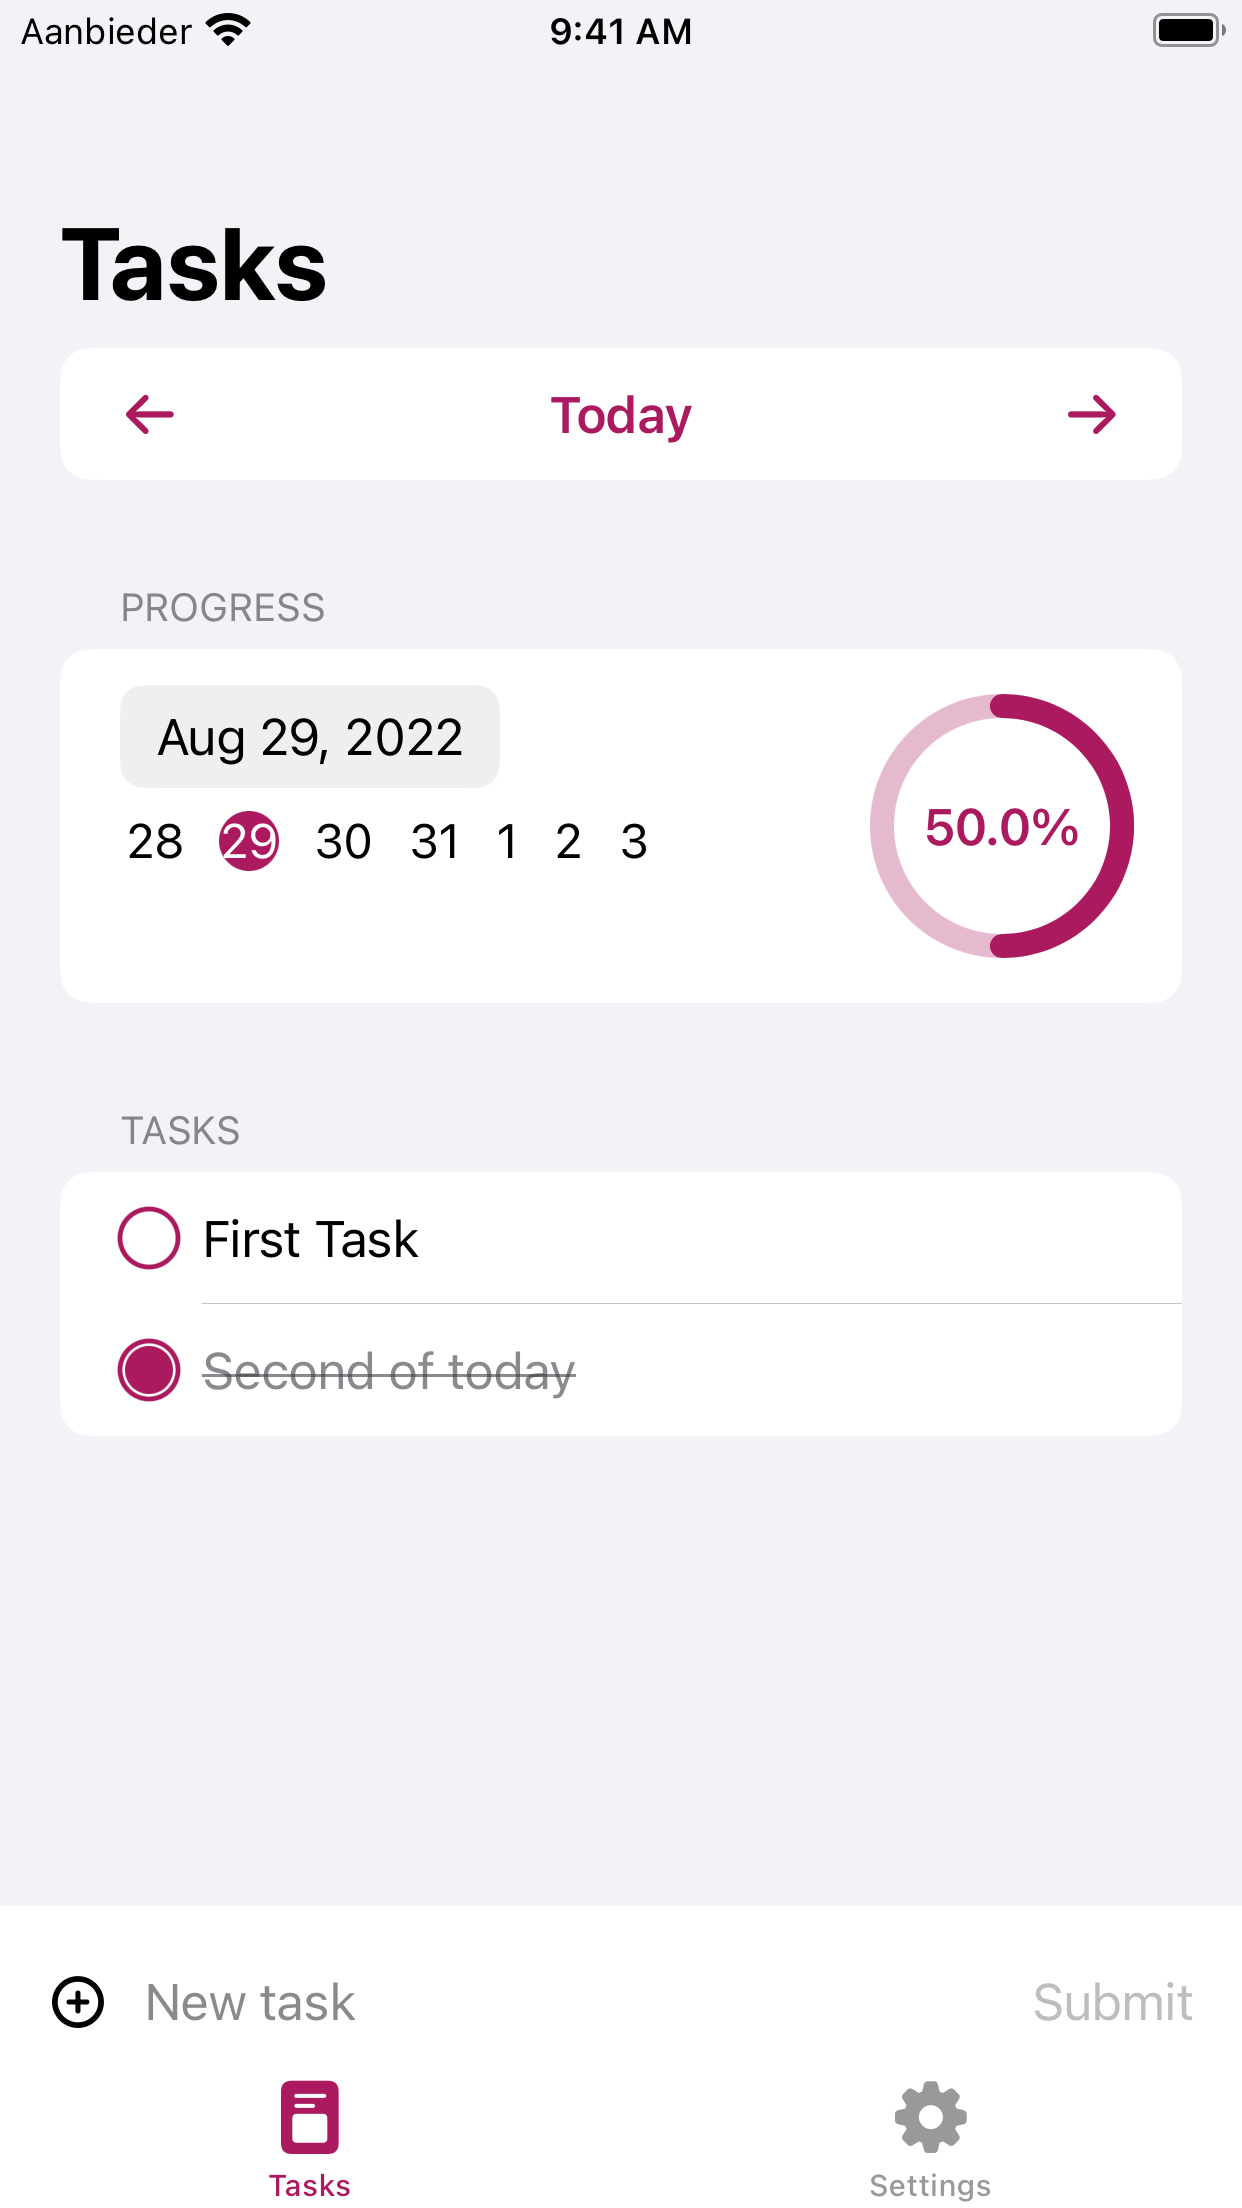 Aanbieder 9:41 AM
Tasks
Today
PROGRESS
Aug 29, 2022
28 29 30 31 1 2 3
50.0%
TASKS
First Task
Second of today
New task Submit
Tasks Settings